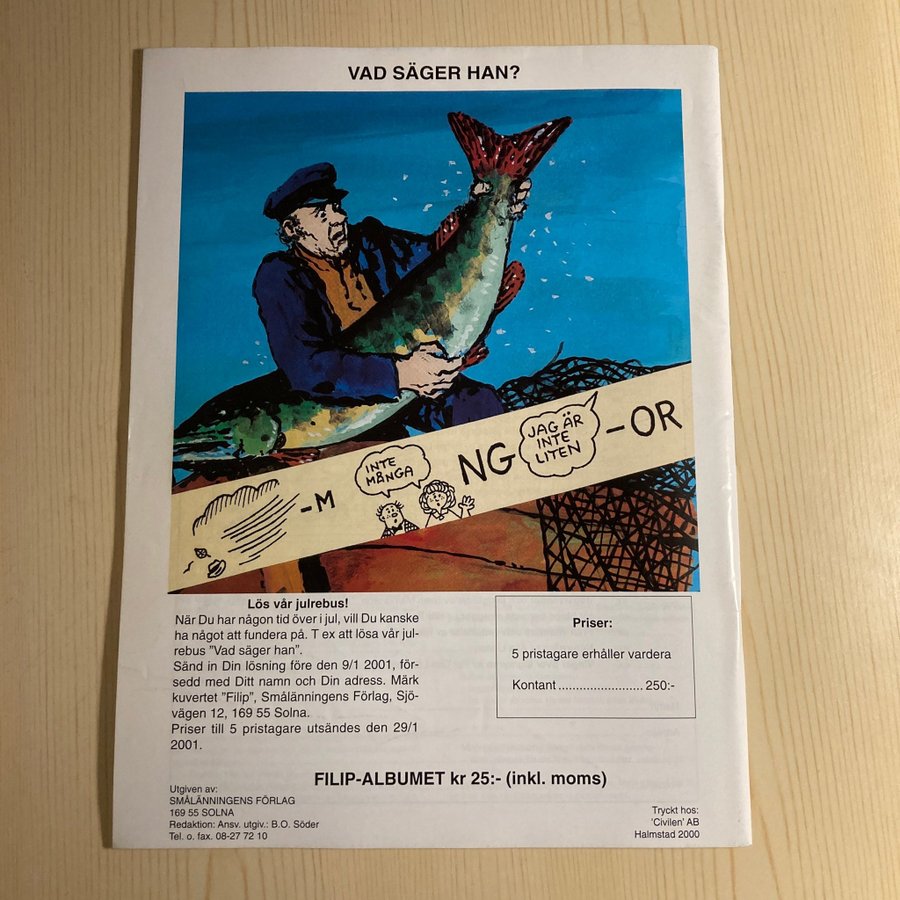 VAD SÄGER HAN?
-M
INTE
MÅNGA
NG
JAG ÄR
INTE
LITEN
-OR
Lös vår julrebus!
När Du har någon tid över i jul, vill Du kanske
ha något att fundera på. T ex att lösa vår jul-
rebus ”Vad säger han”.
Sänd in Din lösning före den 9/1 2001, för-
sedd med Ditt namn och Din adress. Märk
kuvertet ”Filip”, Smålänningens Förlag, Sjö-
vägen 12, 169 55 Solna.
Priser till 5 pristagare utsändes den 29/1
2001.
Priser:
5 pristagare erhåller vardera
Kontant ........................ 250:-
FILIP-ALBUMET kr 25:- (inkl. moms)
Utgiven av:
SMÅLÄNNINGENS FÖRLAG
169 55 SOLNA
Redaktion: Ansv. utgiv.: B.O. Söder
Tel. o. fax. 08-27 72 10
Tryckt hos:
'Civilen' AB
Halmstad 2000